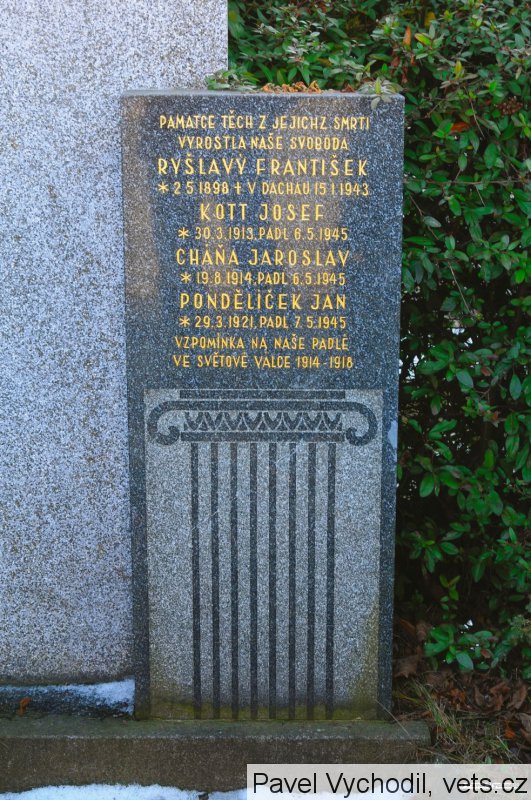 PAMATCE TĚCH Z JEJICHŽ SMRTI
VYROSTLA NAŠE SVOBODA
RYŠLAVÝ FRANTIŠEK
* 2.5.1898 + V DACHAU 15.1.1943
KOTT JOSEF
* 30.3.1913. PADL 6.5.1945.
CHÁŇA JAROSLAV
* 19.8.1914. PADL 6.5.1945
PONDĚLÍČEK JAN
* 29.3.1921. PADL 7.5.1945
VZPOMÍNKA NA NAŠE PADLÉ
VE SVĚTOVÉ VÁLCE 1914-1918
Pavel Vychodil, vets.cz